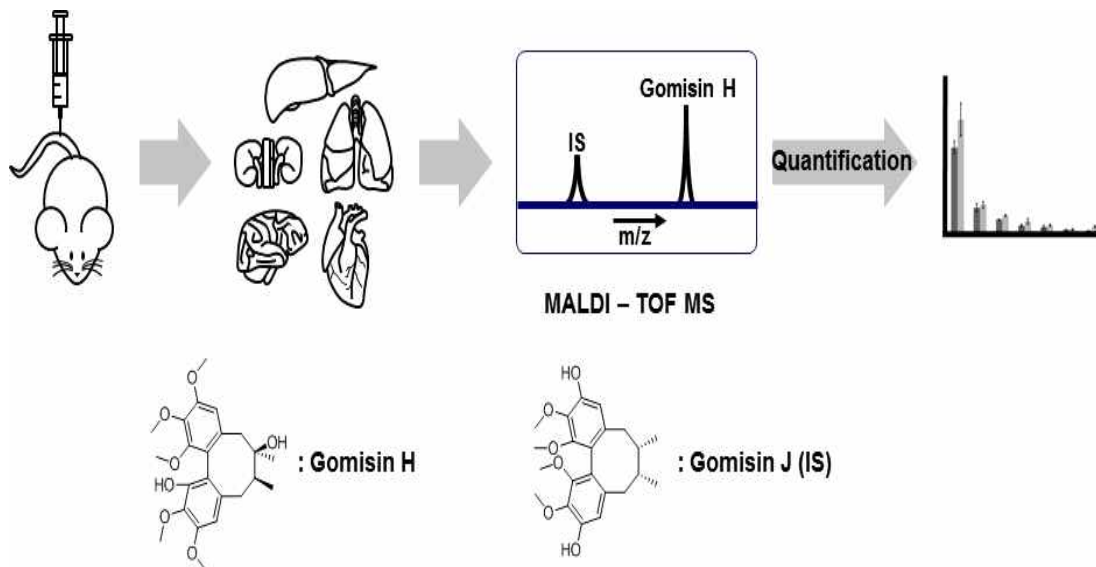 Gomisin H
IS
Quantification
m/z
MALDI – TOF MS
O
O
O
O
OH
HO
O
O
: Gomisin H
HO
O
O
O
O
HO
: Gomisin J (IS)